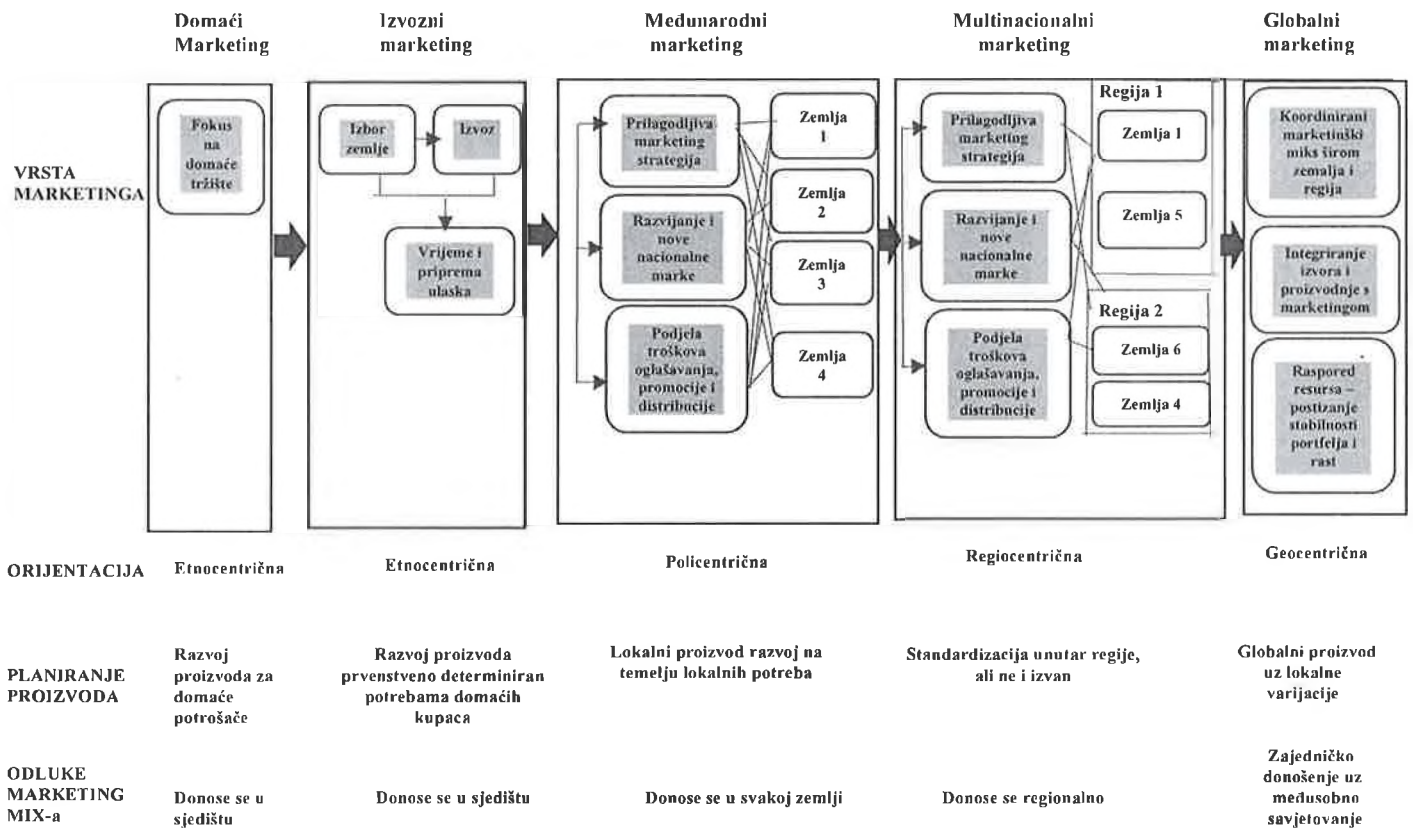 Domaći
Marketing
Izvozni
marketing
Međunarodni
marketing
Multinacionalni
marketing
Globalni
marketing
VRSTA
MARKETINGA
Fokus
na
domaće
tržište
Izbor
zemlje
Izvoz
Vrijeme i
priprema
ulaska
Prilagodljiva
marketing
strategija
Razvijanje i
nove
nacionalne
marke
Podjela
troškova
oglašavanja,
promocije i
distribucije
Zemlja
1
Zemlja
2
Zemlja
3
Zemlja
4
Prilagodljiva
marketing
strategija
Razvijanje i
nove
nacionalne
marke
Podjela
troškova
oglašavanja,
promocije i
distribucije
Regija 1
Zemlja 1
Zemlja 5
Regija 2
Zemlja 6
Zemlja 4
Koordinirani
marketinški
miks širom
zemalja i
regija
Integriranje
izvora i
proizvodnje s
marketingom
Raspored
resursa –
postizanje
stabilnosti
portfelja i
rast
ORIJENTACIJA
Etnocentrična
Etnocentrična
Policentrična
Regiocentrična
Geocentrična
PLANIRANJE
PROIZVODA
Razvoj
proizvoda za
domaće
potrošače
Razvoj proizvoda
prvenstveno determiniran
potrebama domaćih
kupaca
Lokalni proizvod razvoj na
temelju lokalnih potreba
Standardizacija unutar regije,
ali ne i izvan
Globalni proizvod
uz lokalne
varijacije
ODLUKE
MARKETING
MIX-a
Donose se u
sjedištu
Donose se u sjedištu
Donose se u svakoj zemlji
Donose se regionalno
Zajedničko
donošenje uz
međusobno
savjetovanje